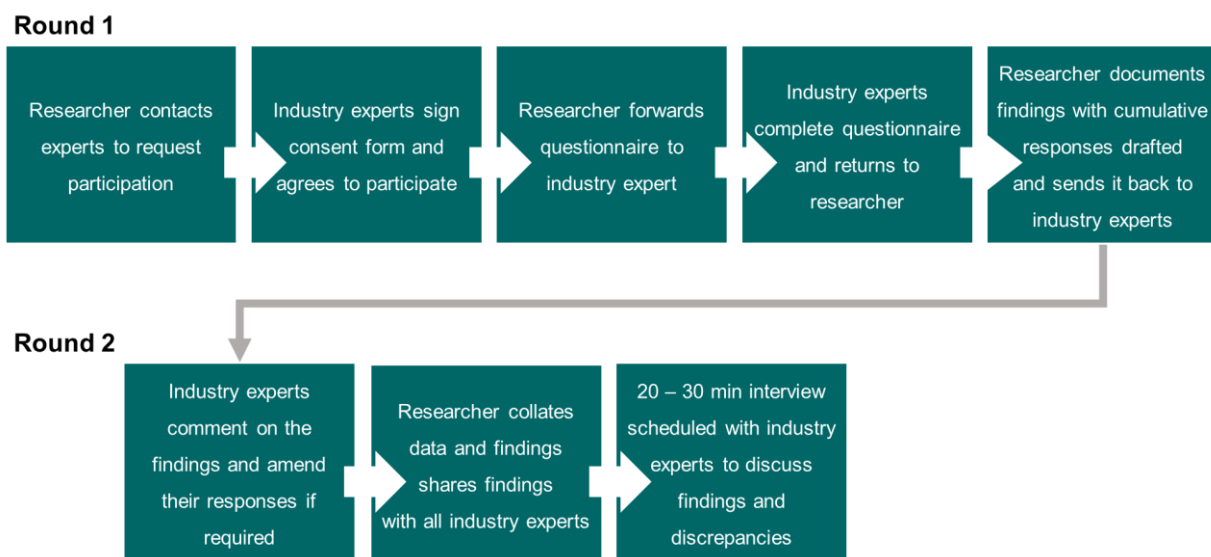 Round 1
Researcher contacts
experts to request
participation
Industry experts sign
consent form and
agrees to participate
Researcher forwards
questionnaire to
industry expert
Industry experts
complete questionnaire
and returns to
researcher
Researcher documents
findings with cumulative
responses drafted
and sends it back to
industry experts
Round 2
Industry experts
comment on the
findings and amend
their responses if
required
Researcher collates
data and findings
shares findings
with all industry experts
20 – 30 min interview
scheduled with industry
experts to discuss
findings and
discrepancies